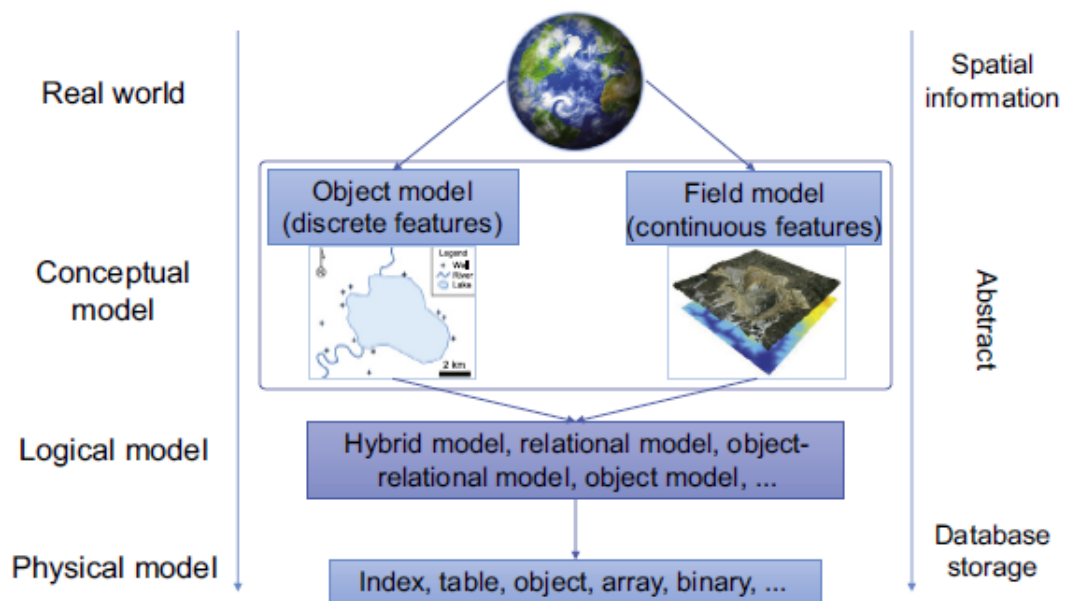 Real world
Spatial
information
Object model
(discrete features)
Field model
(continuous features)
Conceptual
model
Legend
Well
River
Lake
2 km
Abstract
Logical model
Hybrid model, relational model, object-
relational model, object model, ...
Physical model
Index, table, object, array, binary, ...
Database
storage